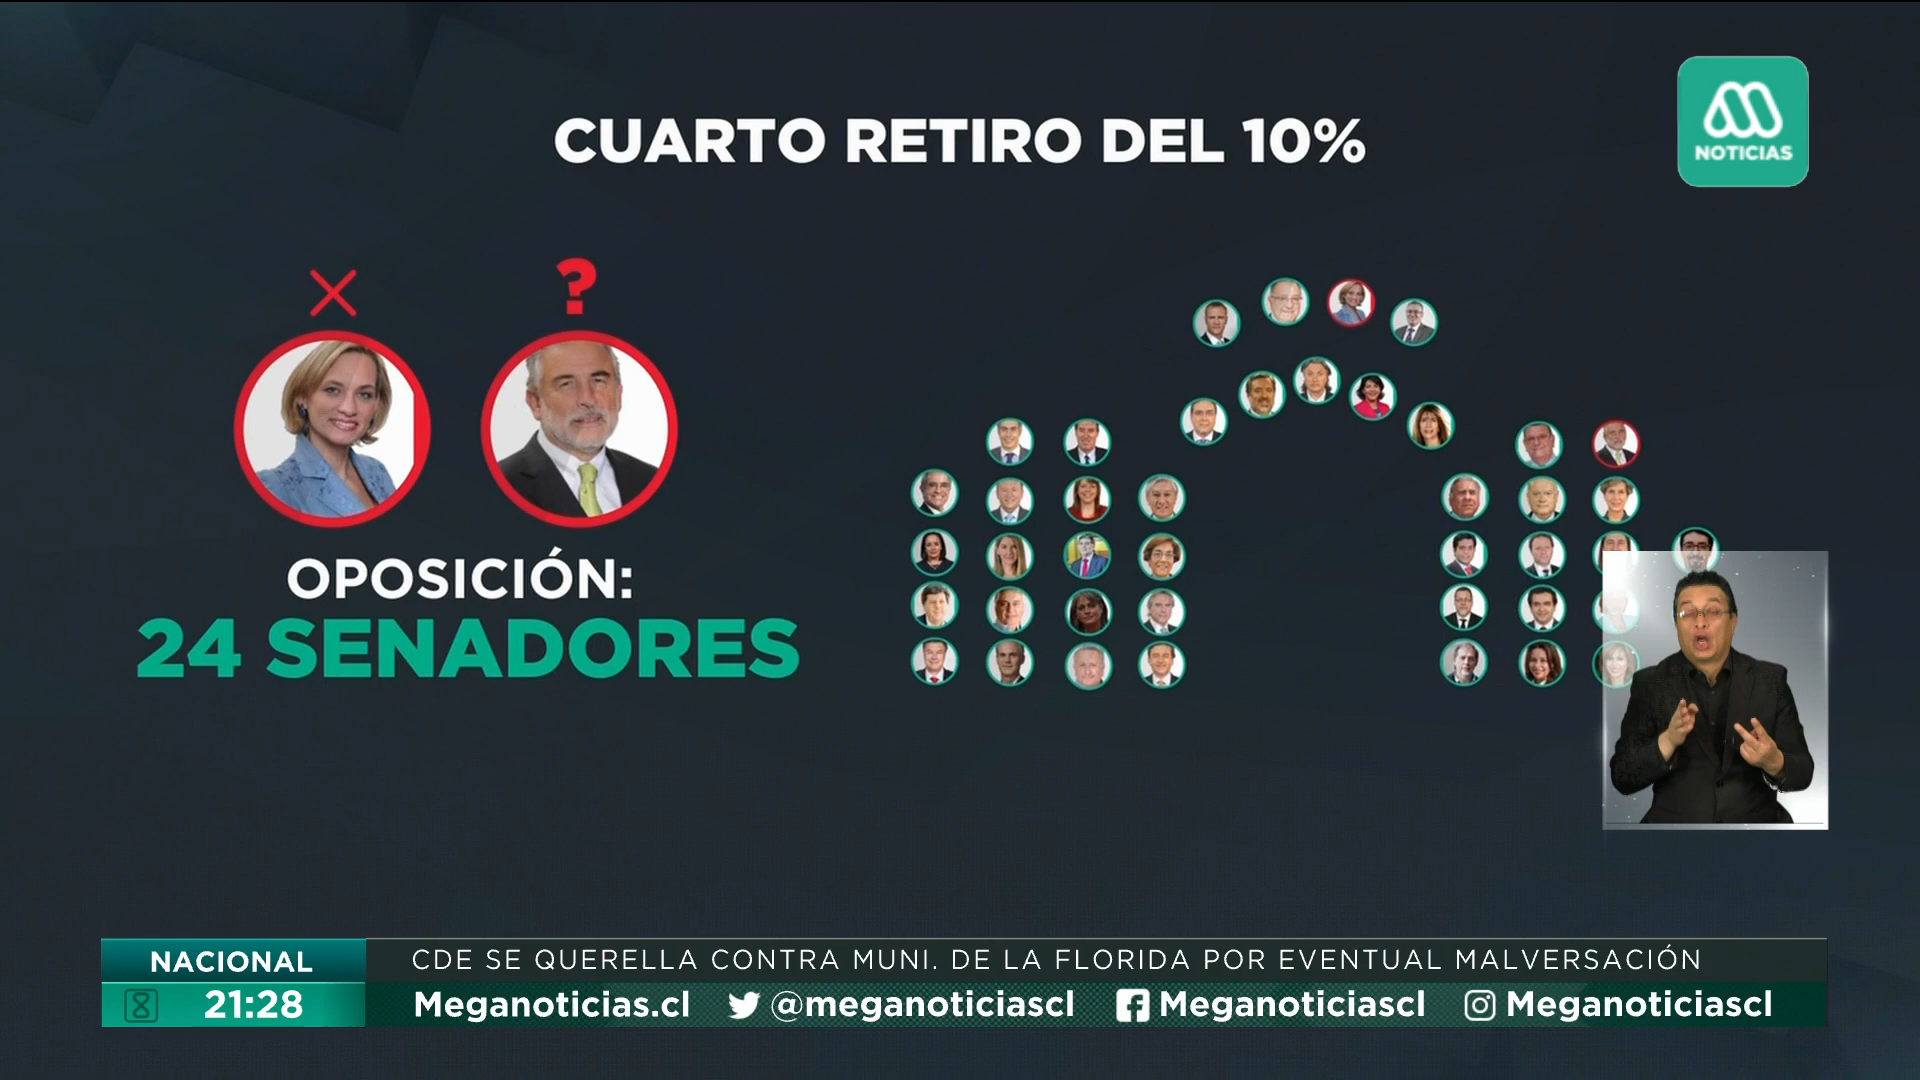 CUARTO RETIRO DEL 10%
NOTICIAS
?
OPOSICIÓN:
24 SENADORES
NACIONAL
CDE SE QUERELLA CONTRA MUNI. DE LA FLORIDA POR EVENTUAL MALVERSACIÓN
21:28
Meganoticias.cl @meganoticiascl Meganoticiascl Meganoticiascl